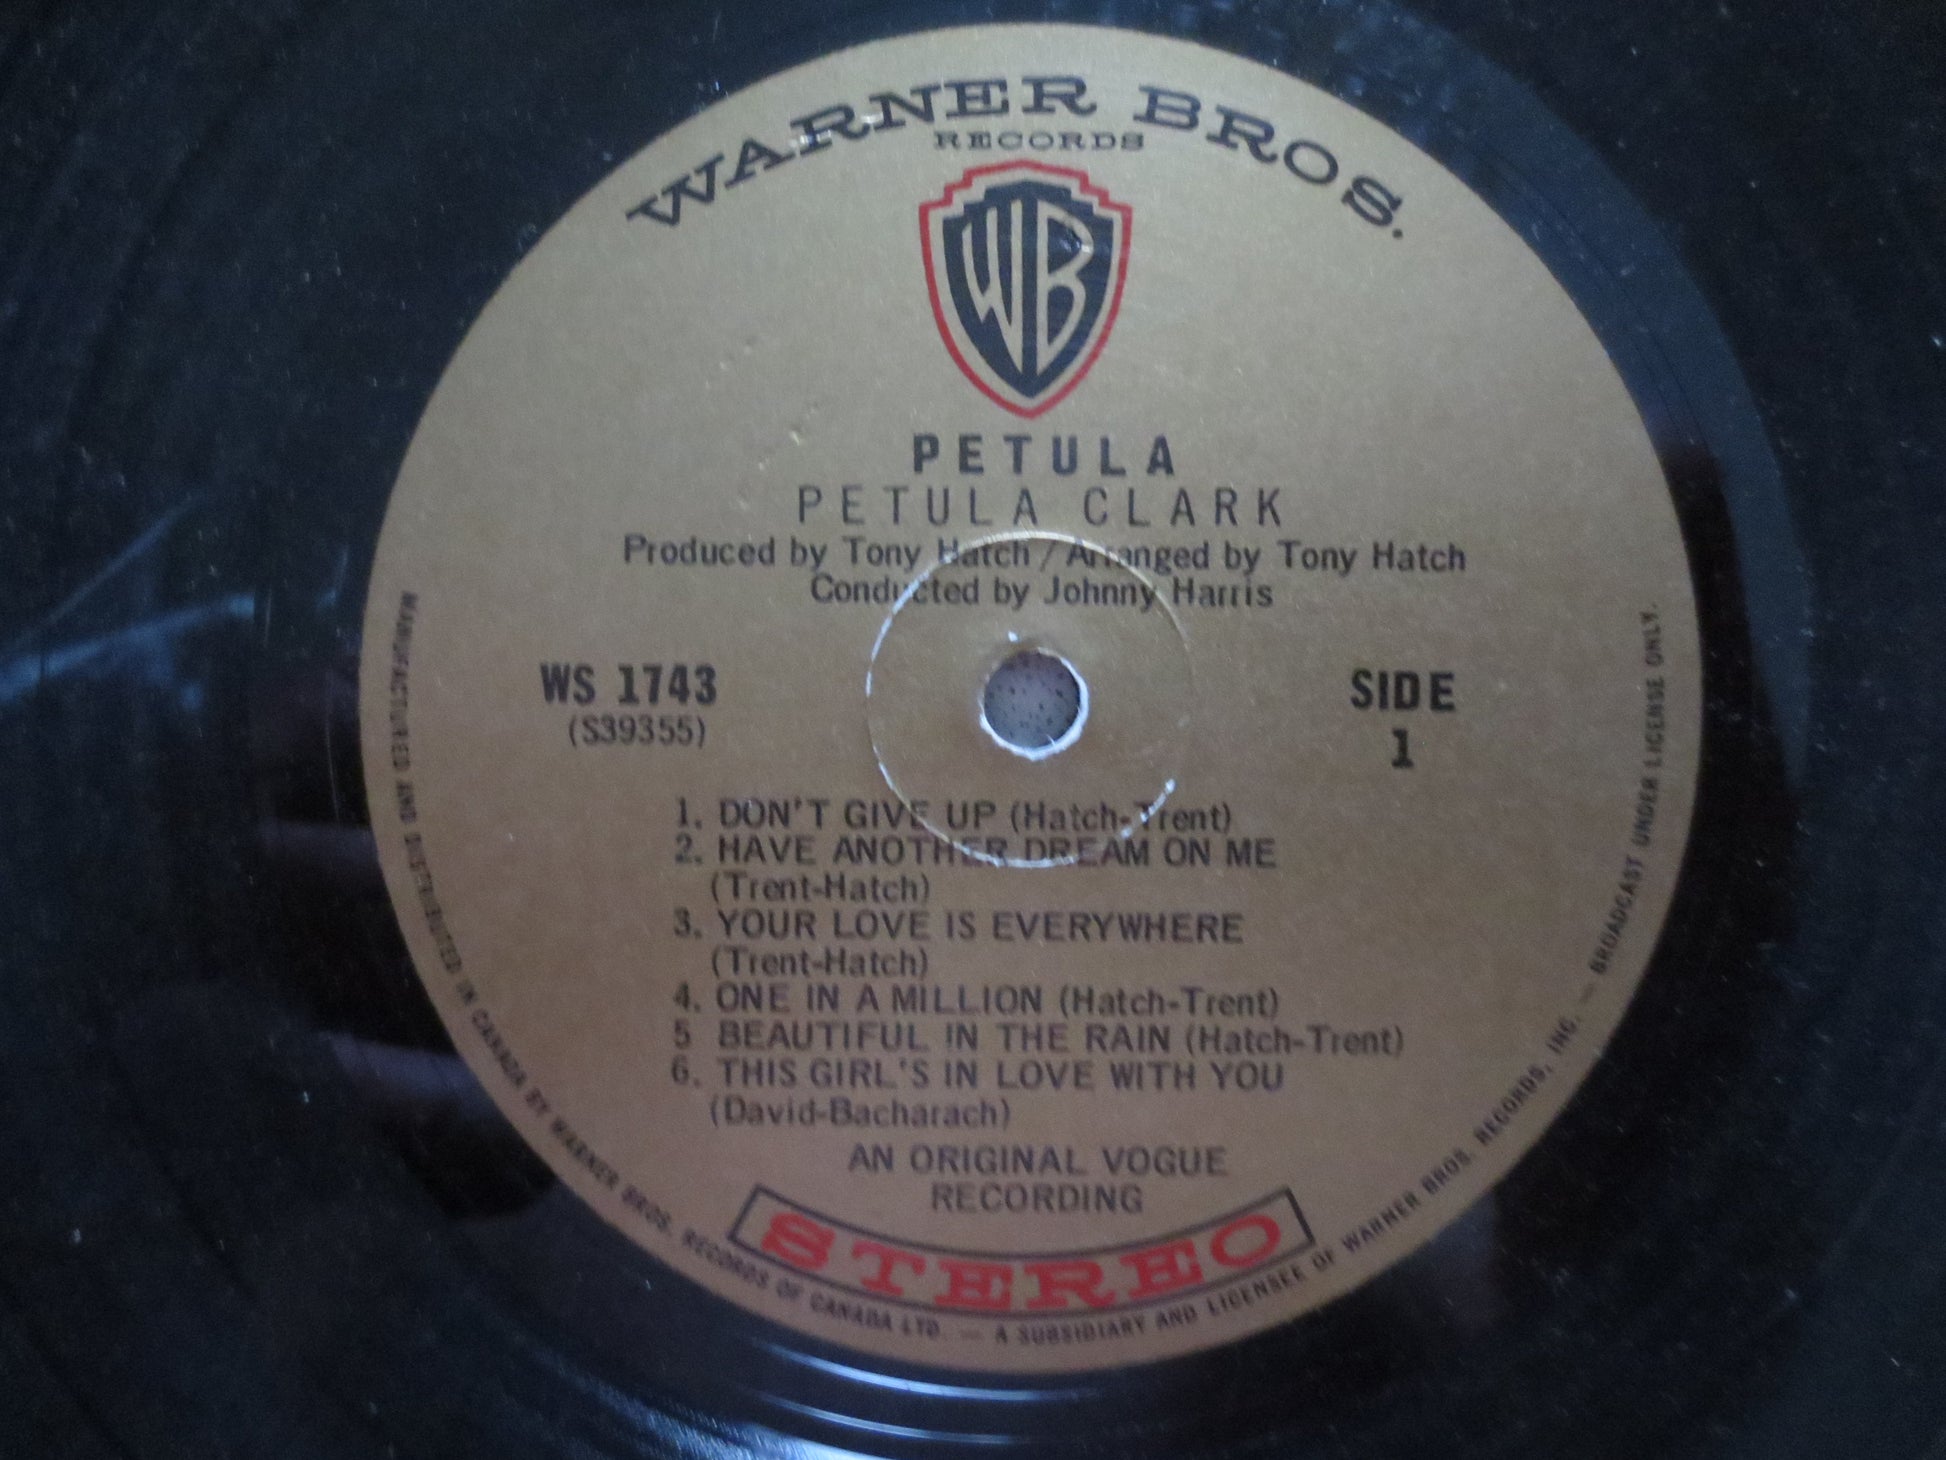 WARNER BROS.
RECORDS
WB
PETULA
PETULA CLARK
Produced by Tony Hatch / Arranged by Tony Hatch
Conducted by Johnny Harris
WS 1743
(S39355)
SIDE
1
1. DON'T GIVE UP (Hatch-Trent)
2. HAVE ANOTHER DREAM ON ME
(Trent-Hatch)
3. YOUR LOVE IS EVERYWHERE
(Trent-Hatch)
4. ONE IN A MILLION (Hatch-Trent)
5 BEAUTIFUL IN THE RAIN (Hatch-Trent)
6. THIS GIRL'S IN LOVE WITH YOU
(David-Bacharach)
AN ORIGINAL VOGUE
RECORDING
STEREO
MANUFACTURED AND DISTRIBUTED IN CANADA BY WARNER BROS. RECORDS OF CANADA LTD. — A SUBSIDIARY AND LICENSEE OF WARNER BROS. RECORDS, INC. — BROADCAST UNDER LICENSE ONLY.